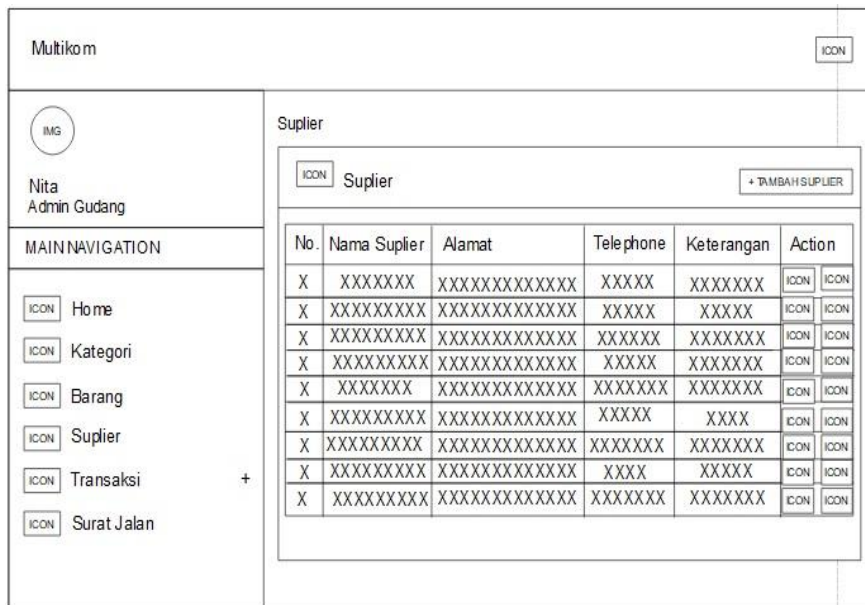 Multikom
ICON
IMG
Nita
Admin Gudang
MAIN NAVIGATION
ICON Home
ICON Kategori
ICON Barang
ICON Suplier
ICON Transaksi +
ICON Surat Jalan
Suplier
ICON Suplier + TAMBAH SUPLIER
No. Nama Suplier Alamat Telephone Keterangan Action
X XXXXXXX XXXXXXXXXXXXX XXXXX XXXXXXX ICON ICON
X XXXXXXXXX XXXXXXXXXXXXX XXXXX XXXXX ICON ICON
X XXXXXXXXX XXXXXXXXXXXXX XXXXXX XXXXXXX ICON ICON
X XXXXXXXXX XXXXXXXXXXXXX XXXXX XXXXXXX ICON ICON
X XXXXXXX XXXXXXXXXXXXX XXXXXXX XXXXXXX ICON ICON
X XXXXXXXXX XXXXXXXXXXXXX XXXXX XXXX ICON ICON
X XXXXXXXXX XXXXXXXXXXXXX XXXXXXX XXXXXXX ICON ICON
X XXXXXXXXX XXXXXXXXXXXXX XXXX XXXXX ICON ICON
X XXXXXXXXX XXXXXXXXXXXXX XXXXXXX XXXXXXX ICON ICON